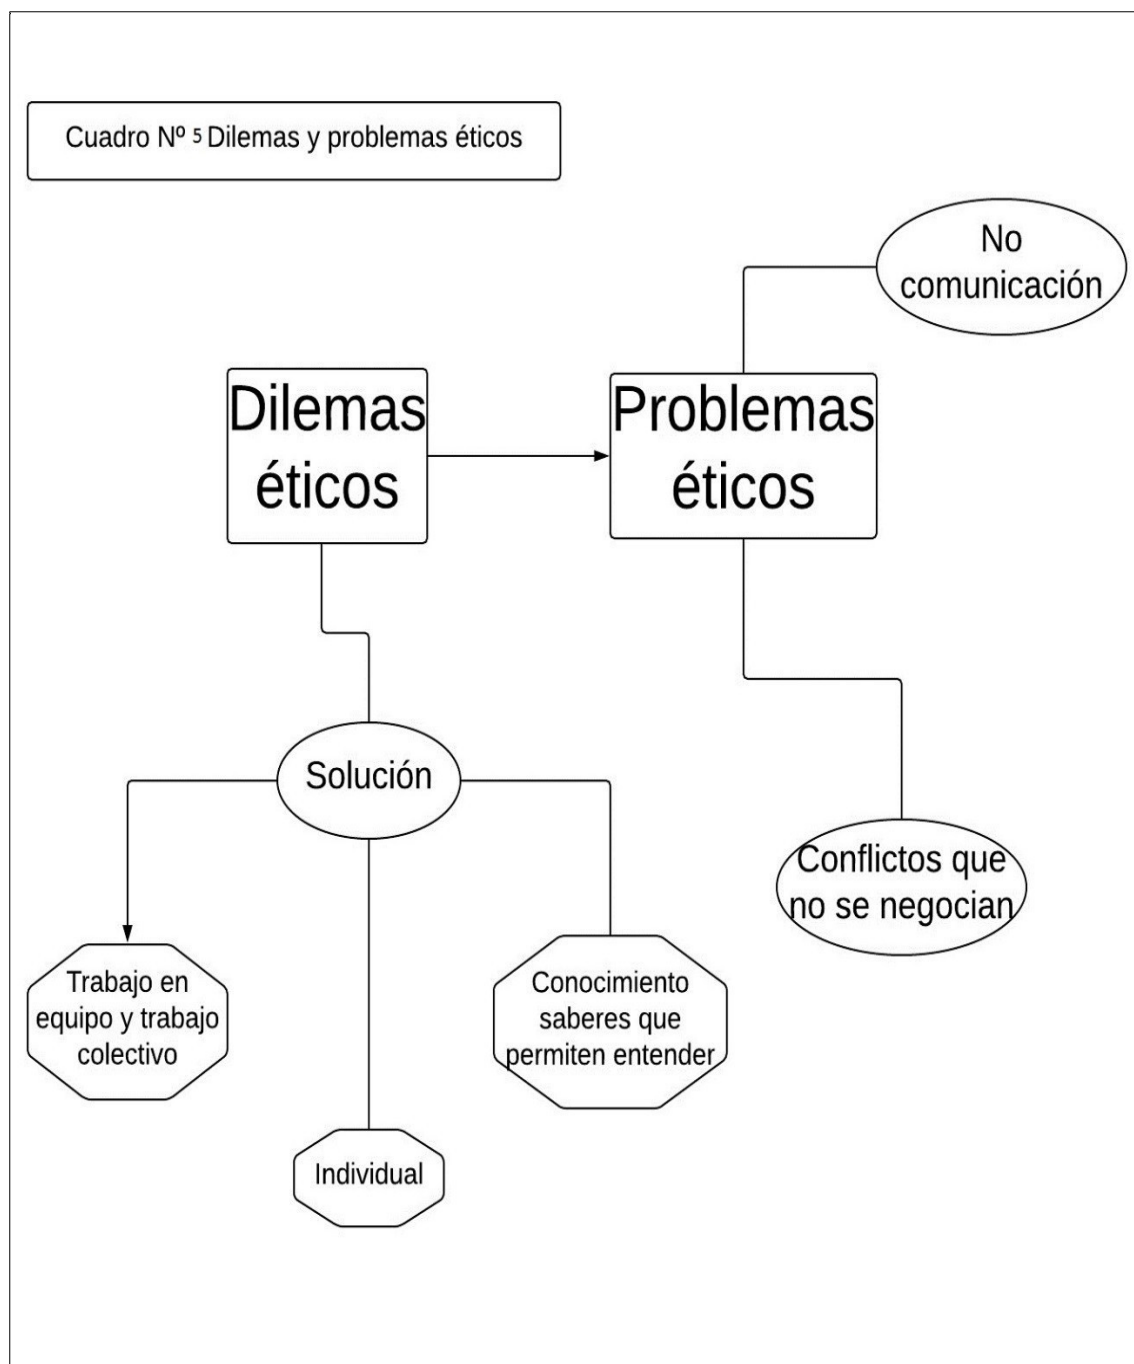 Cuadro Nº 5 Dilemas y problemas éticos
No
comunicación
Dilemas
éticos
Problemas
éticos
Solución
Conflictos que
no se negocian
Trabajo en
equipo y trabajo
colectivo
Conocimiento
saberes que
permiten entender
Individual